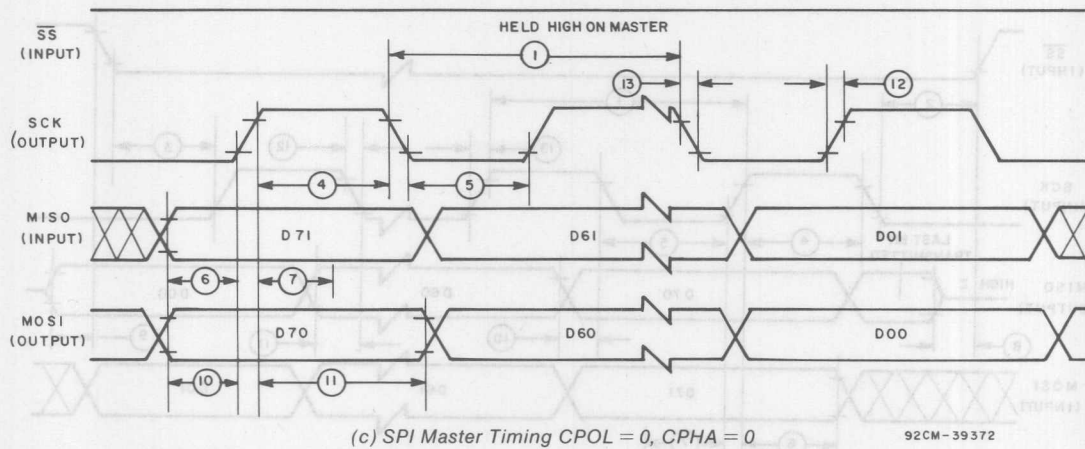 HELD HIGH ON MASTER
SS
(INPUT)
1
13
12
SCK
(OUTPUT)
4
5
MISO
(INPUT)
D71
D61
D01
6
7
MOSI
(OUTPUT)
D70
D60
D00
10
11
(c) SPI Master Timing CPOL = 0, CPHA = 0
92CM-39372